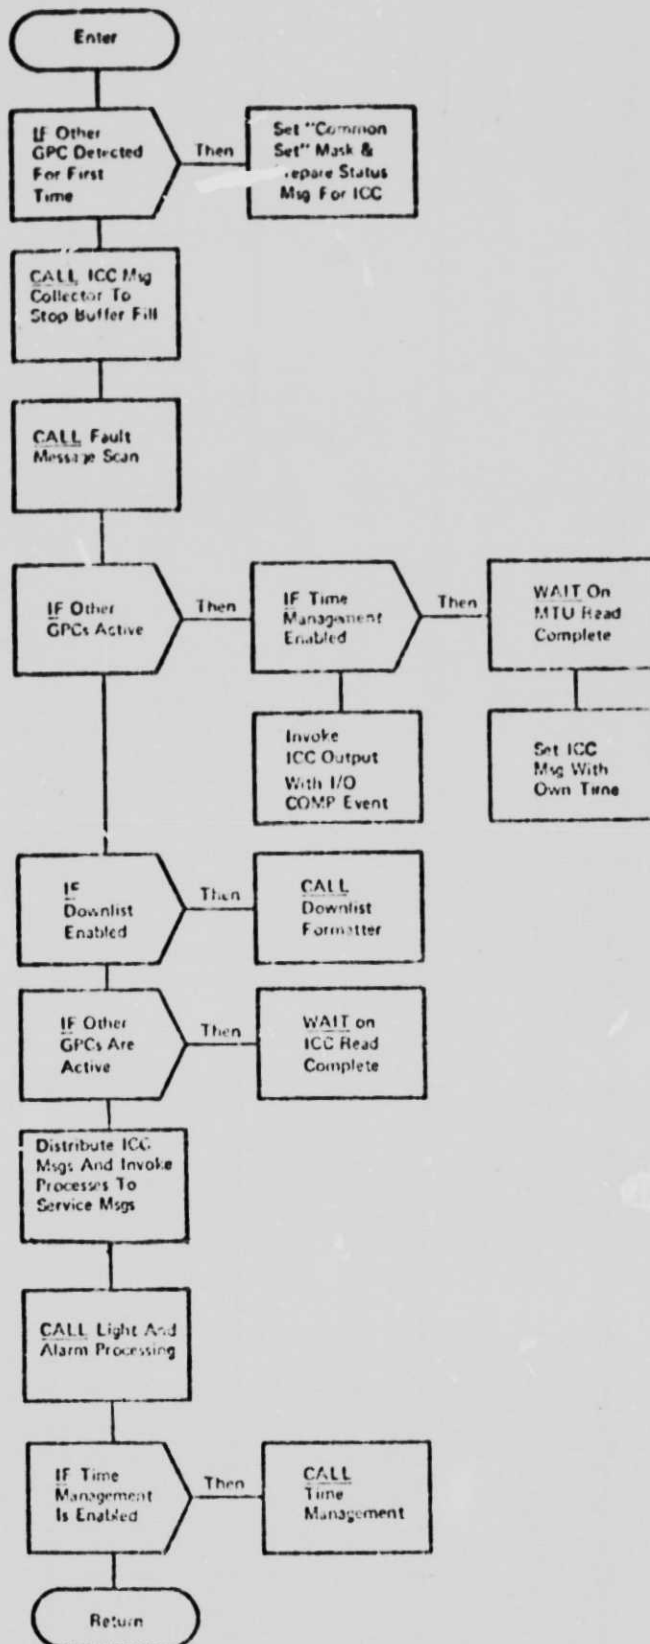 Enter
IF Other
GPC Detected
For First
Time
Then
Set "Common
Set" Mask &
Prepare Status
Msg For ICC
CALL ICC Msg
Collector To
Stop Buffer Fill
CALL Fault
Message Scan
IF Other
GPCs Active
Then
IF Time
Management
Enabled
Then
WAIT On
MTU Read
Complete
Invoke
ICC Output
With I/O
COMP Event
Set ICC
Msg With
Own Time
IF
Downlist
Enabled
Then
CALL
Downlist
Formatter
IF Other
GPCs Are
Active
Then
WAIT on
ICC Read
Complete
Distribute ICC
Msgs And Invoke
Processes To
Service Msgs
CALL Light And
Alarm Processing
IF Time
Management
Is Enabled
Then
CALL
Time
Management
Return